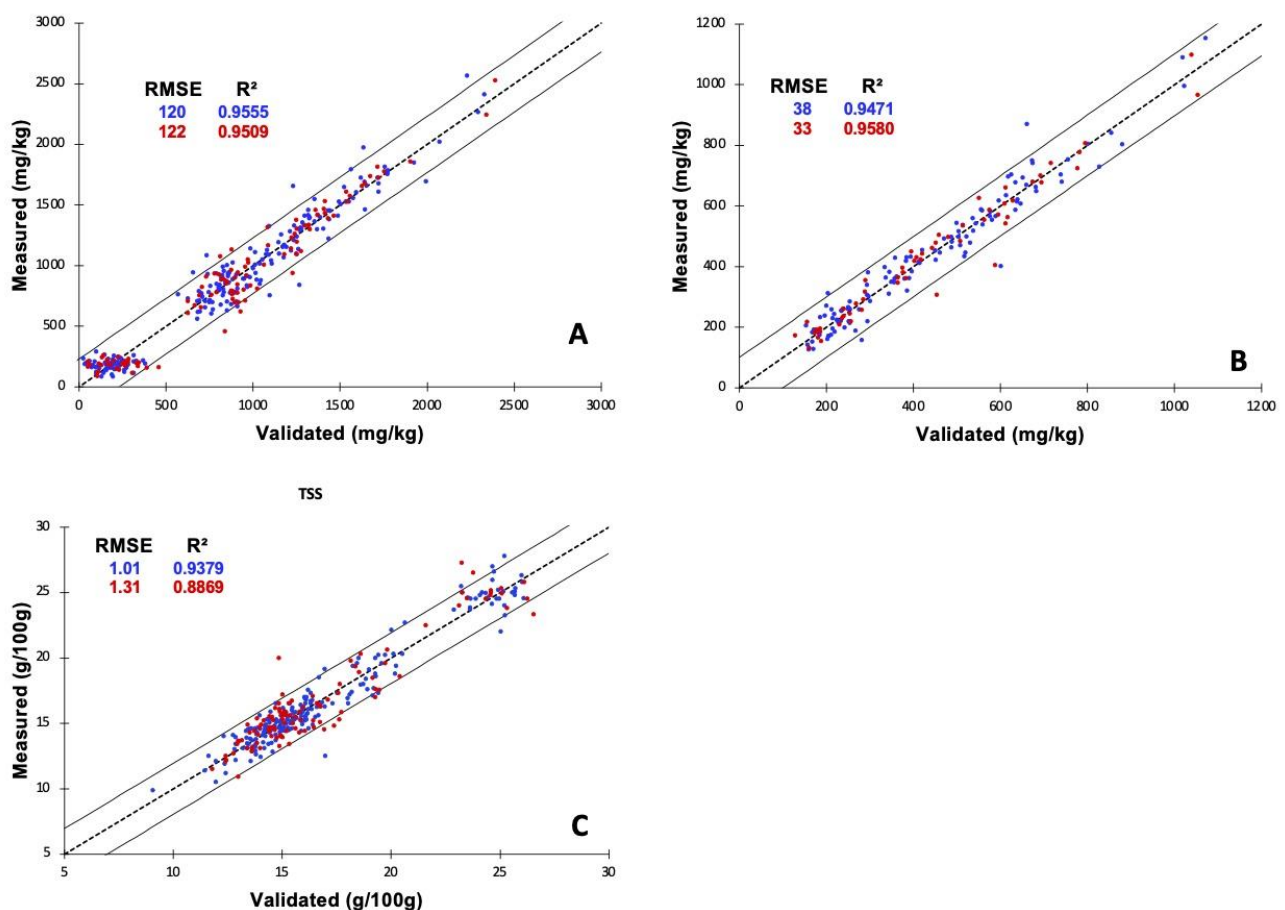 3000
2500
2000
1500
1000
500
0
Measured (mg/kg)
RMSE R²
120 0.9555
122 0.9509
A
0 500 1000 1500 2000 2500 3000
Validated (mg/kg)
1200
1000
800
600
400
200
0
Measured (mg/kg)
RMSE R²
38 0.9471
33 0.9580
B
0 200 400 600 800 1000 1200
Validated (mg/kg)
TSS
30
25
20
15
10
5
Measured (g/100g)
RMSE R²
1.01 0.9379
1.31 0.8869
C
5 10 15 20 25 30
Validated (g/100g)